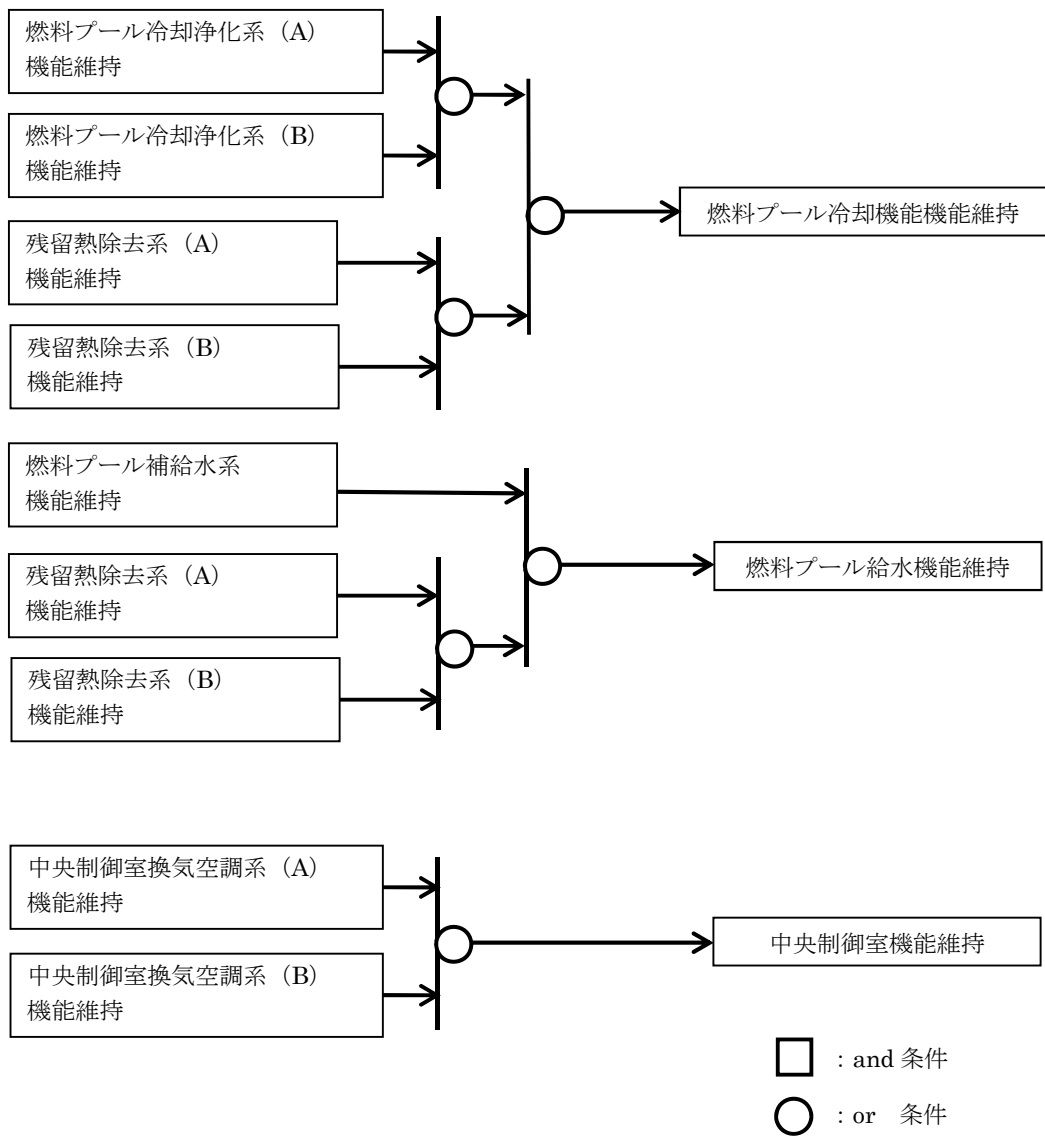 燃料プール冷却浄化系（A）
機能維持
燃料プール冷却浄化系（B）
機能維持
燃料プール冷却機能機能維持
残留熱除去系（A）
機能維持
残留熱除去系（B）
機能維持
燃料プール補給水系
機能維持
残留熱除去系（A）
機能維持
燃料プール給水機能維持
残留熱除去系（B）
機能維持
中央制御室換気空調系（A）
機能維持
中央制御室機能維持
中央制御室換気空調系（B）
機能維持
：and 条件
：or　条件